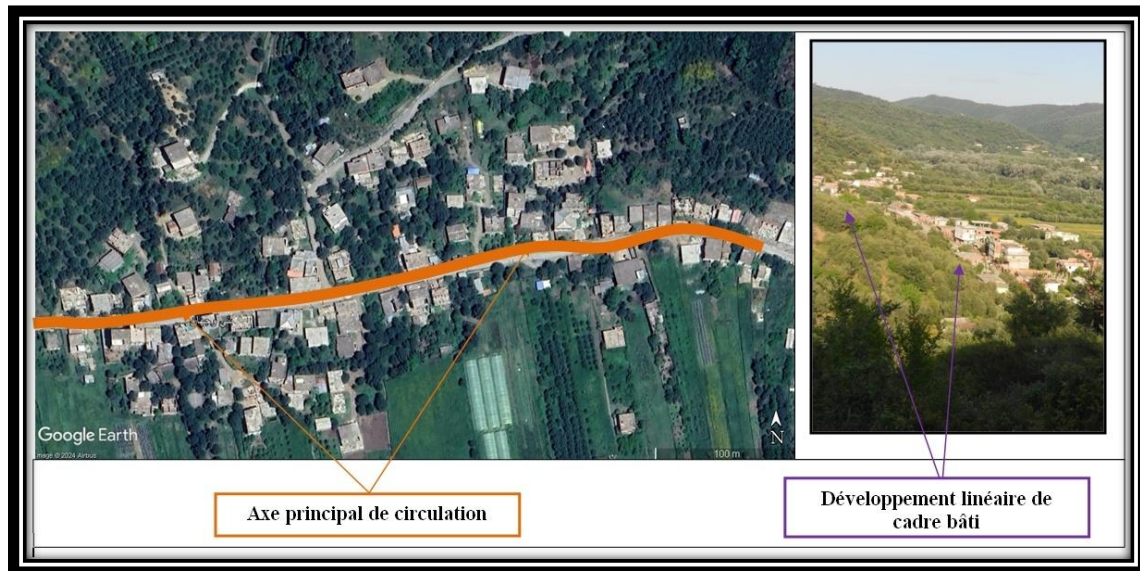 Google Earth
Image © 2024 Airbus
N
100 m
Axe principal de circulation
Développement linéaire de
cadre bâti